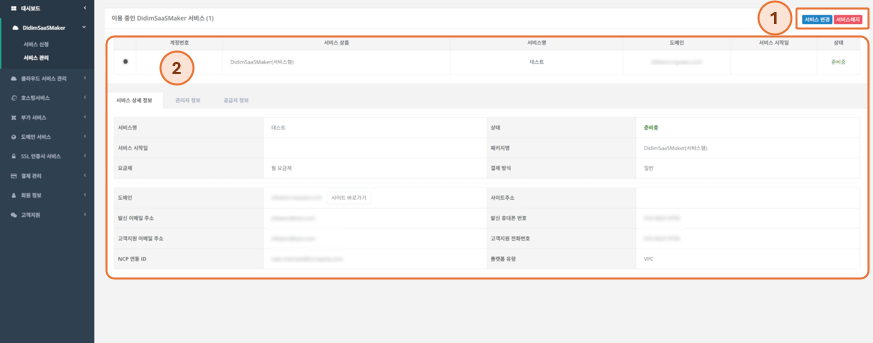 대시보드
DidimSaaSMaker
서비스 신청
서비스 관리
클라우드 서비스 관리
호스팅서비스
부가 서비스
도메인 서비스
SSL 인증서 서비스
결제 관리
회원 정보
고객지원
이용 중인 DidimSaaSMaker 서비스 (1)
1
서비스 변경 서비스해지
계정번호 서비스 상품 서비스명 도메인 서비스 시작일 상태
2
DidimSaaSMaker(서비스형) 테스트 준비중
서비스 상세 정보 관리자 정보 공급자 정보
서비스명 테스트 상태 준비중
서비스 시작일 패키지명 DidimSaaSMaker(서비스형)
요금제 월 요금제 결제 방식 일반
도메인 사이트 바로가기 사이트주소
발신 이메일 주소 발신 휴대폰 번호
고객지원 이메일 주소 고객지원 전화번호
NCP 연동 ID 플랫폼 유형 VPC